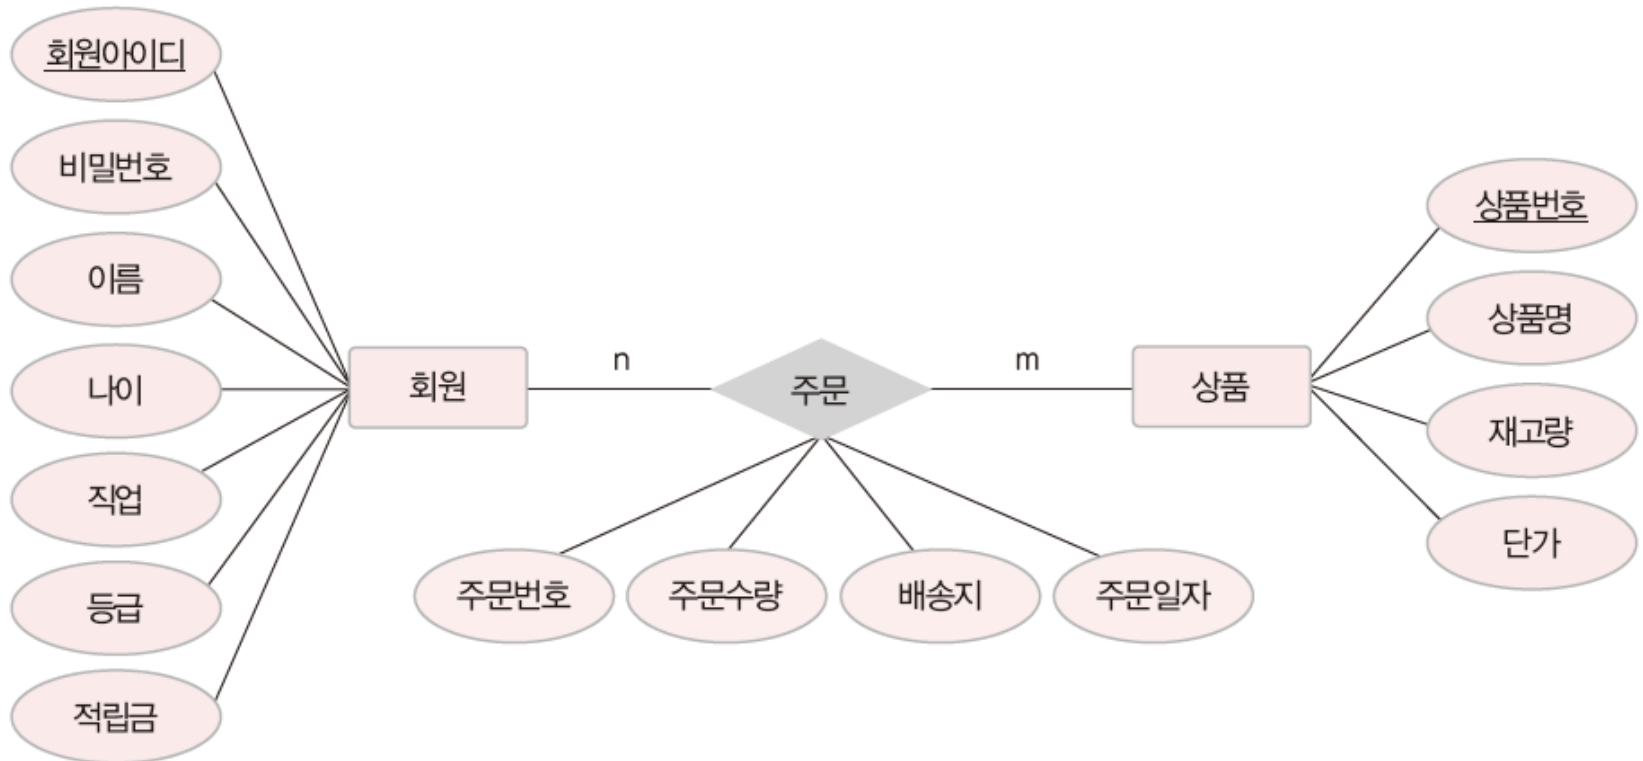 회원아이디
비밀번호
이름
나이
직업
등급
적립금
회원
n
주문
m
상품
주문번호
주문수량
배송지
주문일자
상품번호
상품명
재고량
단가